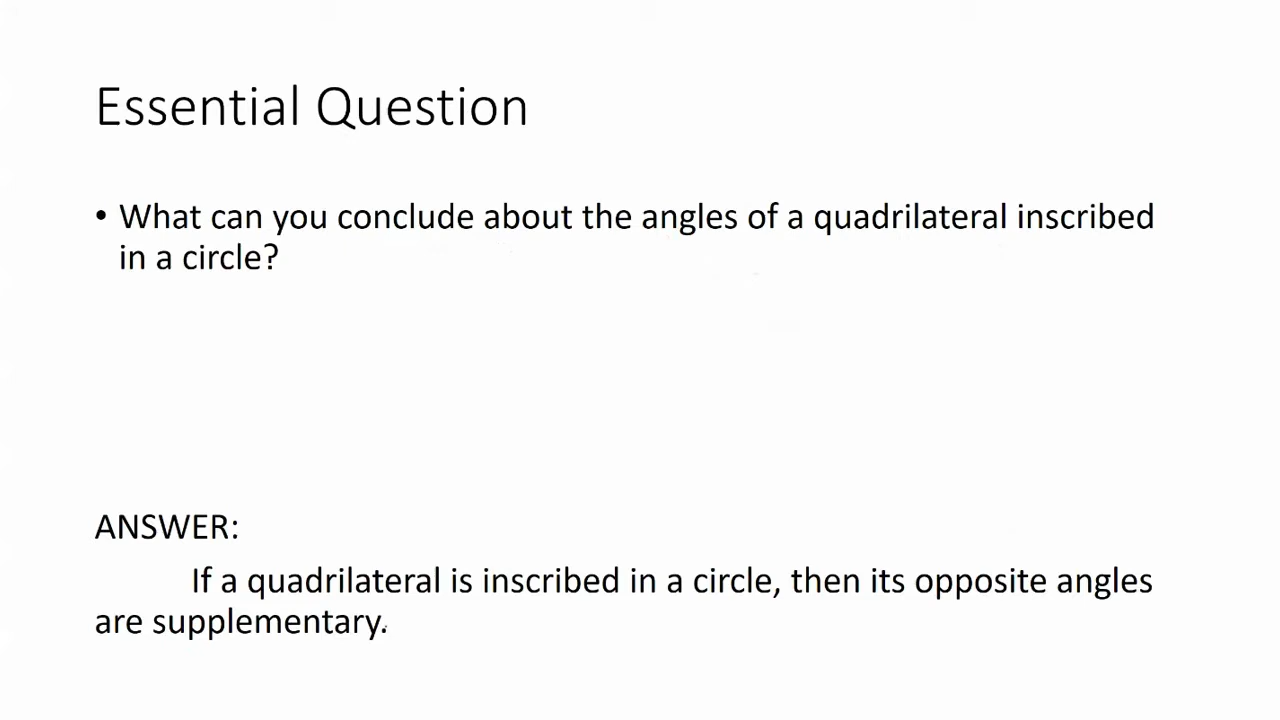 Essential Question
• What can you conclude about the angles of a quadrilateral inscribed
in a circle?
ANSWER:
If a quadrilateral is inscribed in a circle, then its opposite angles
are supplementary.